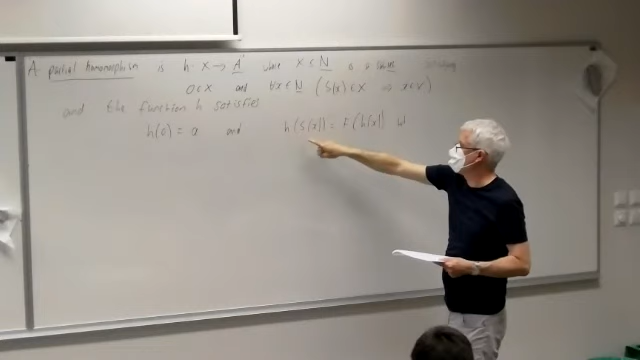 A partial homomorphism is h: X → A where X ⊆ N is a
0 ∈ X and ∀x ∈ N (S(x) ∈ X ⇒ x ∈ X)
and the function h satisfies
h(0) = a and h(S(x)) = f(h(x))